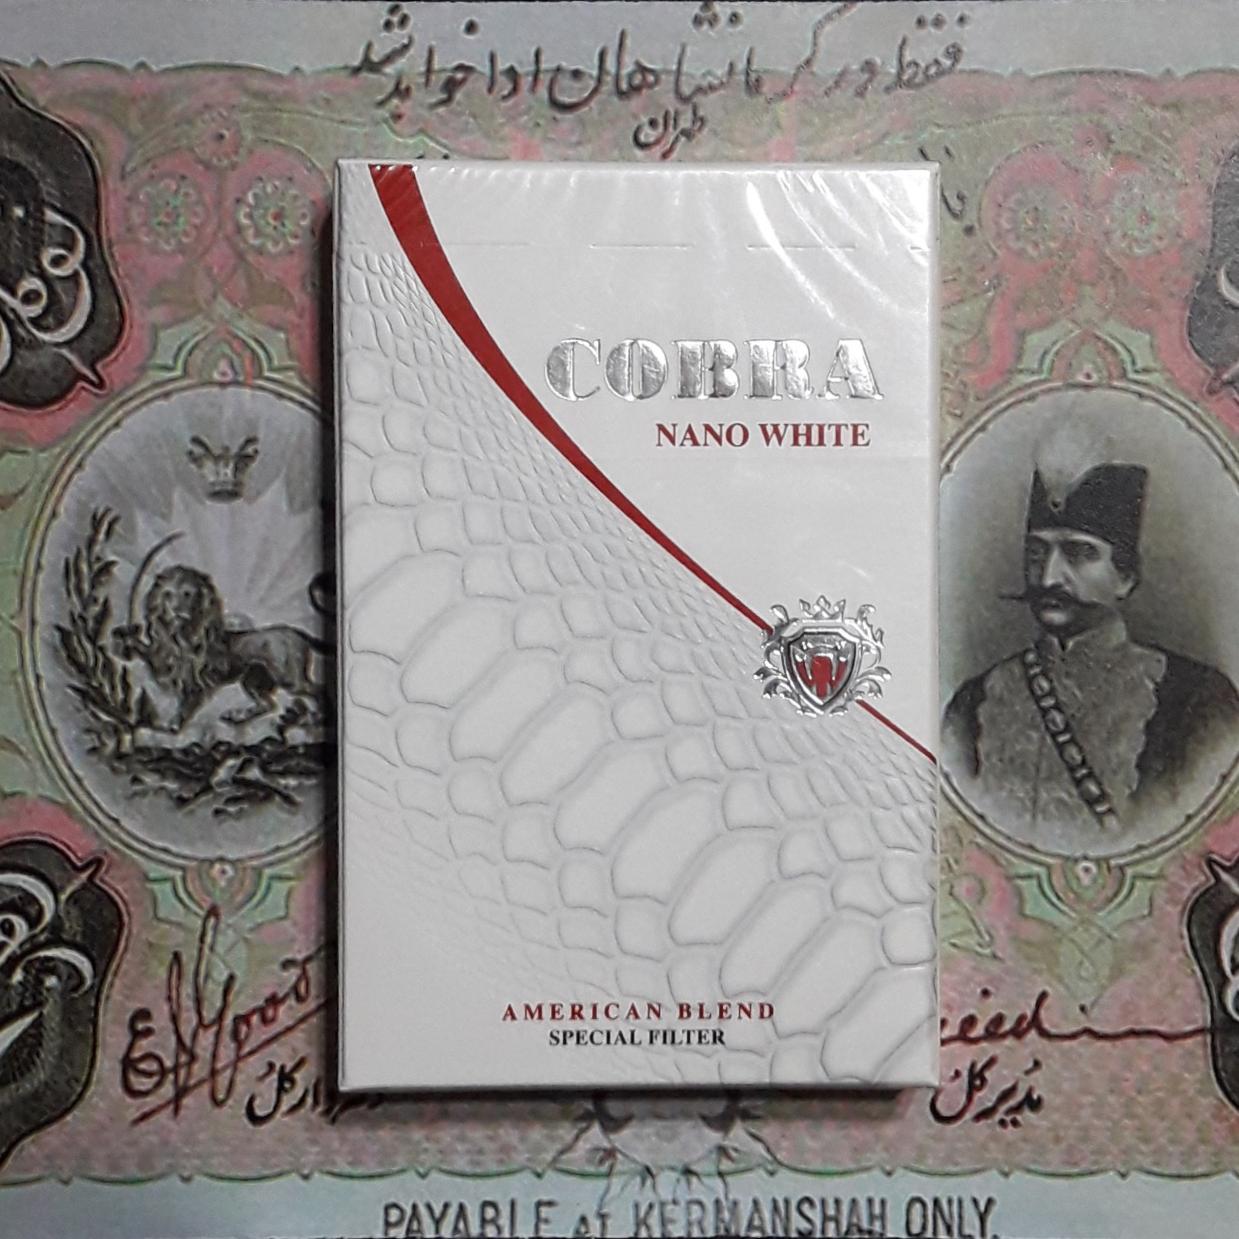 فقط در کرمانشاهان ادا خواهد شد
طهران
COBRA
NANO WHITE
AMERICAN BLEND
SPECIAL FILTER
مدیر کل
PAYABLE AT KERMANSHAH ONLY.